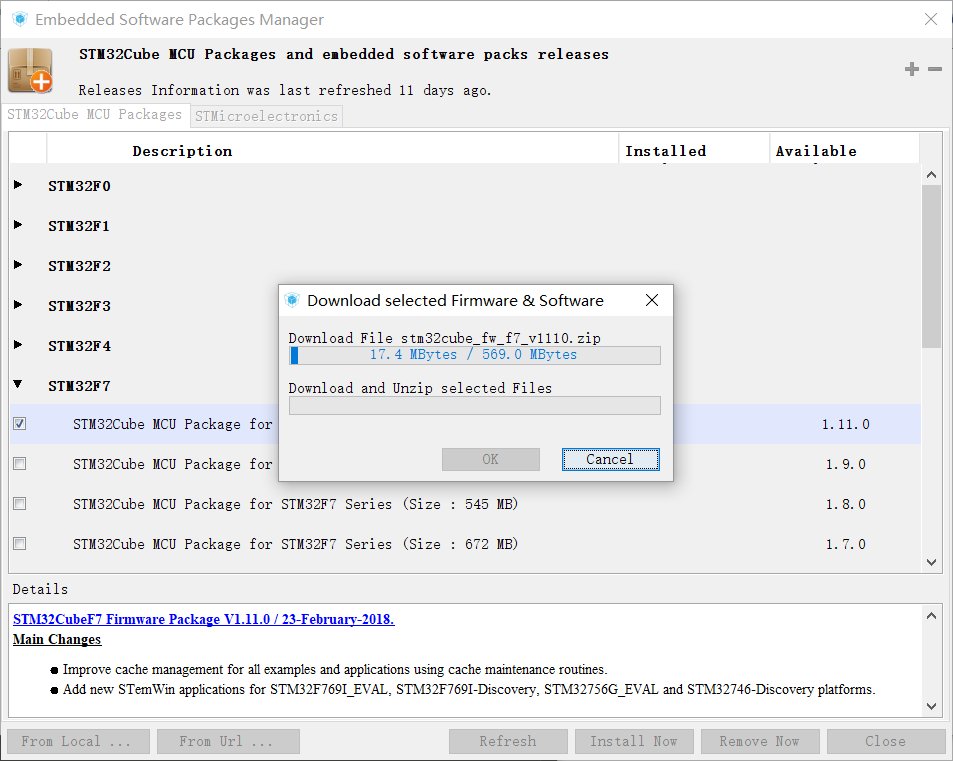 Embedded Software Packages Manager
STM32Cube MCU Packages and embedded software packs releases
Releases Information was last refreshed 11 days ago.
STM32Cube MCU Packages STMicroelectronics
Description Installed Available
STM32F0
STM32F1
STM32F2
STM32F3
STM32F4
STM32F7
STM32Cube MCU Package for 1.11.0
STM32Cube MCU Package for 1.9.0
STM32Cube MCU Package for STM32F7 Series (Size : 545 MB) 1.8.0
STM32Cube MCU Package for STM32F7 Series (Size : 672 MB) 1.7.0
Download selected Firmware & Software
Download File stm32cube_fw_f7_v1110.zip
17.4 MBytes / 569.0 MBytes
Download and Unzip selected Files
OK Cancel
Details
STM32CubeF7 Firmware Package V1.11.0 / 23-February-2018.
Main Changes
● Improve cache management for all examples and applications using cache maintenance routines.
● Add new STemWin applications for STM32F769I_EVAL, STM32F769I-Discovery, STM32756G_EVAL and STM32746-Discovery platforms.
From Local ... From Url ... Refresh Install Now Remove Now Close